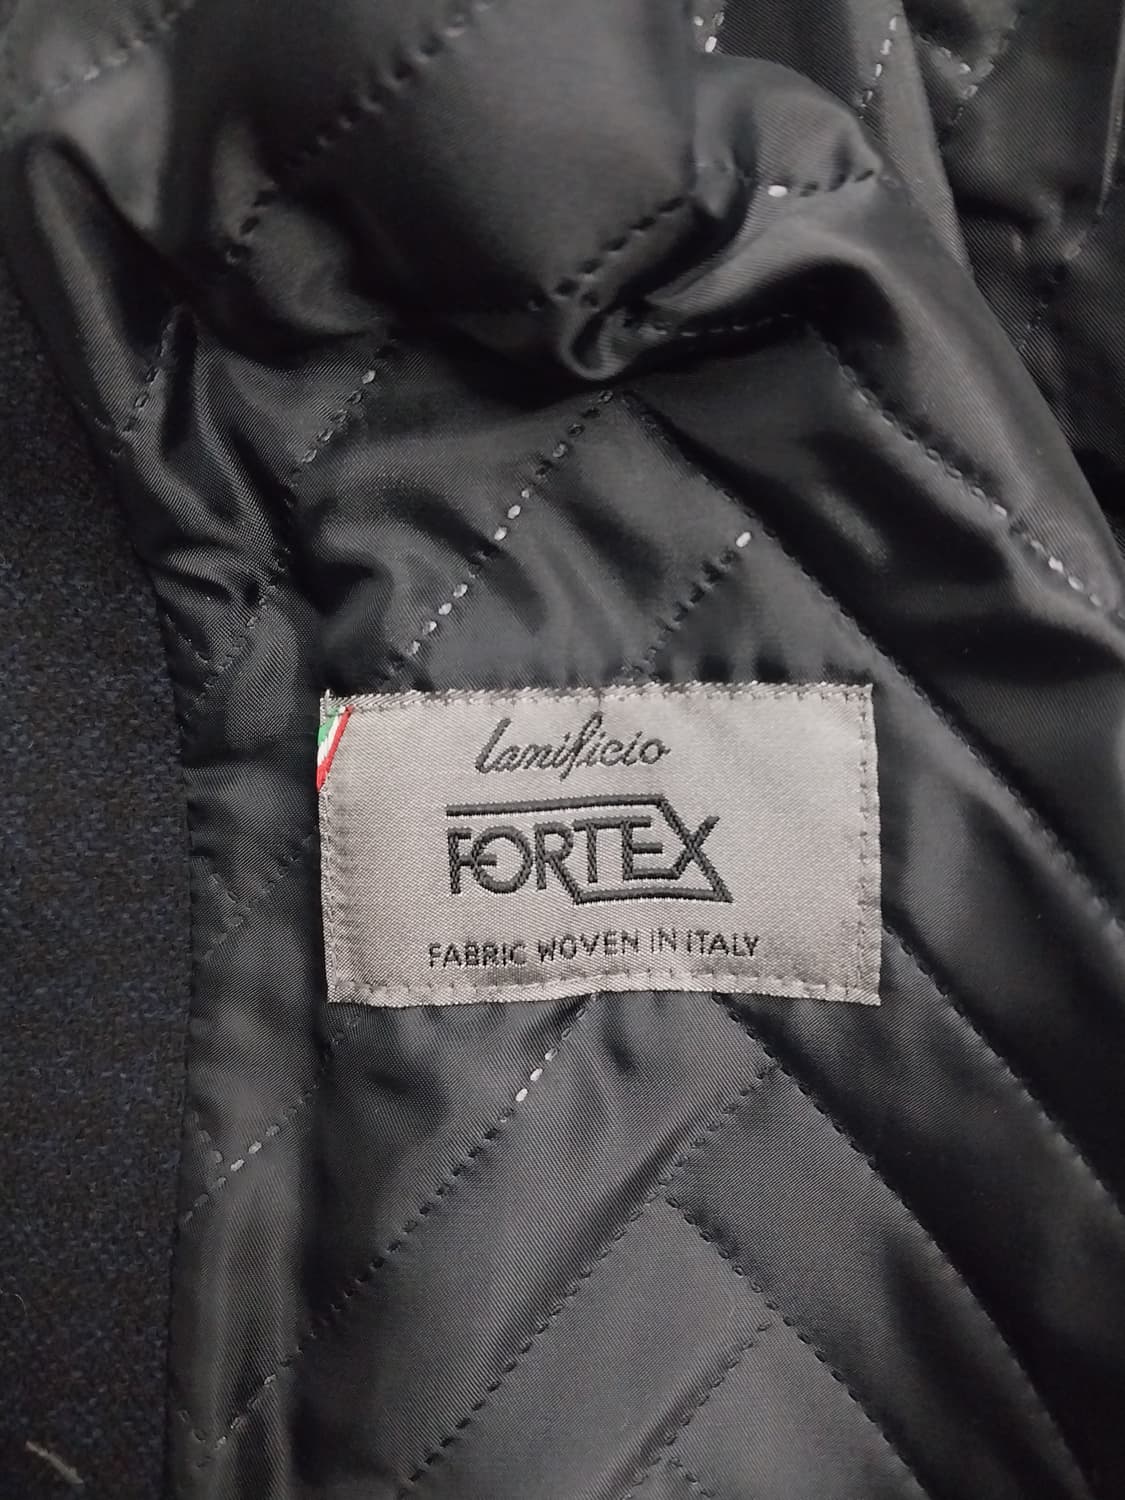 lanificio
FORTEX
FABRIC WOVEN IN ITALY